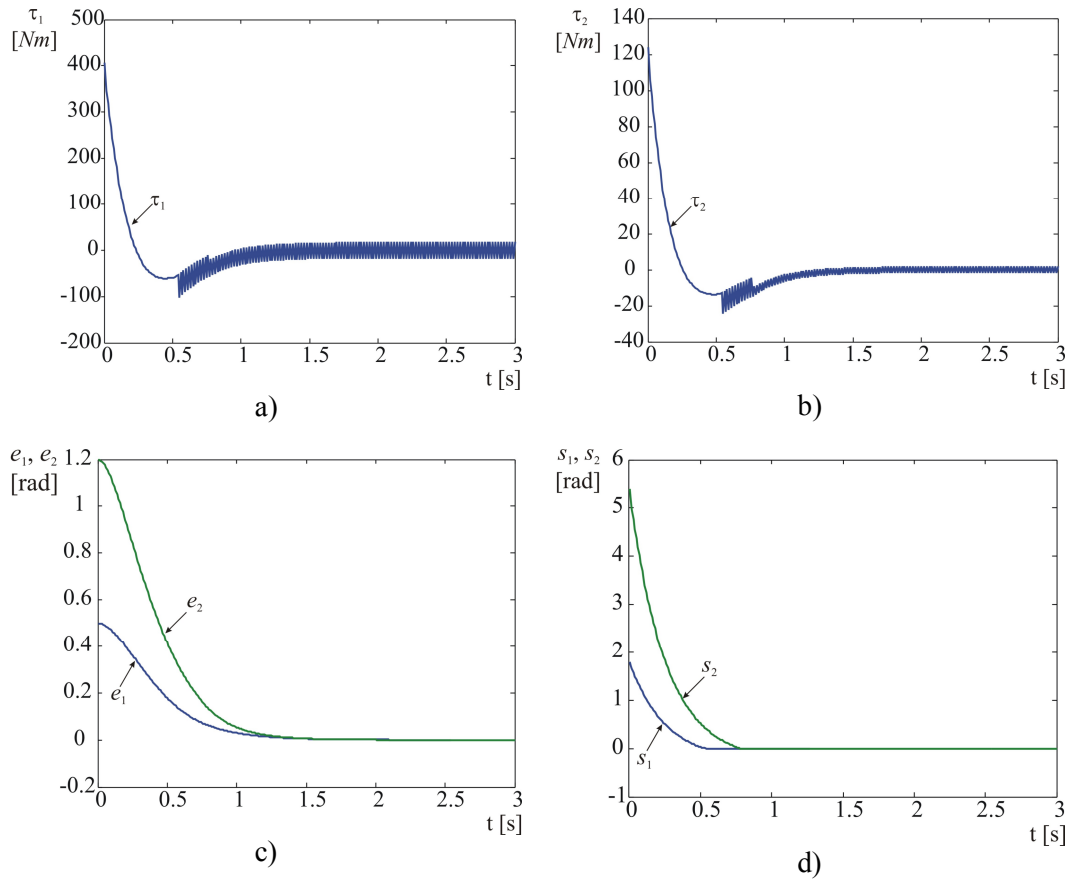 τ1
[Nm]
500
400
300
200
100
0
-100
-200
τ1
0 0.5 1 1.5 2 2.5 3
t [s]
a)
τ2
[Nm]
140
120
100
80
60
40
20
0
-20
-40
τ2
0 0.5 1 1.5 2 2.5 3
t [s]
b)
e1, e2
[rad]
1.2
1
0.8
0.6
0.4
0.2
0
-0.2
e2
e1
0 0.5 1 1.5 2 2.5 3
t [s]
c)
s1, s2
[rad]
6
5
4
3
2
1
0
-1
s2
s1
0 0.5 1 1.5 2 2.5 3
t [s]
d)